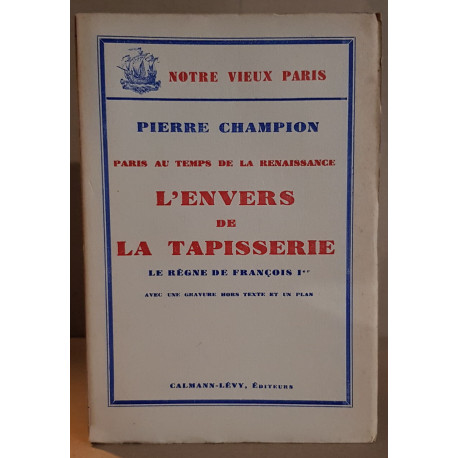 NOTRE VIEUX PARIS
PIERRE CHAMPION
PARIS AU TEMPS DE LA RENAISSANCE
L'ENVERS
DE
LA TAPISSERIE
LE RÈGNE DE FRANÇOIS Ier
AVEC UNE GRAVURE HORS TEXTE ET UN PLAN
CALMANN-LÉVY, ÉDITEURS